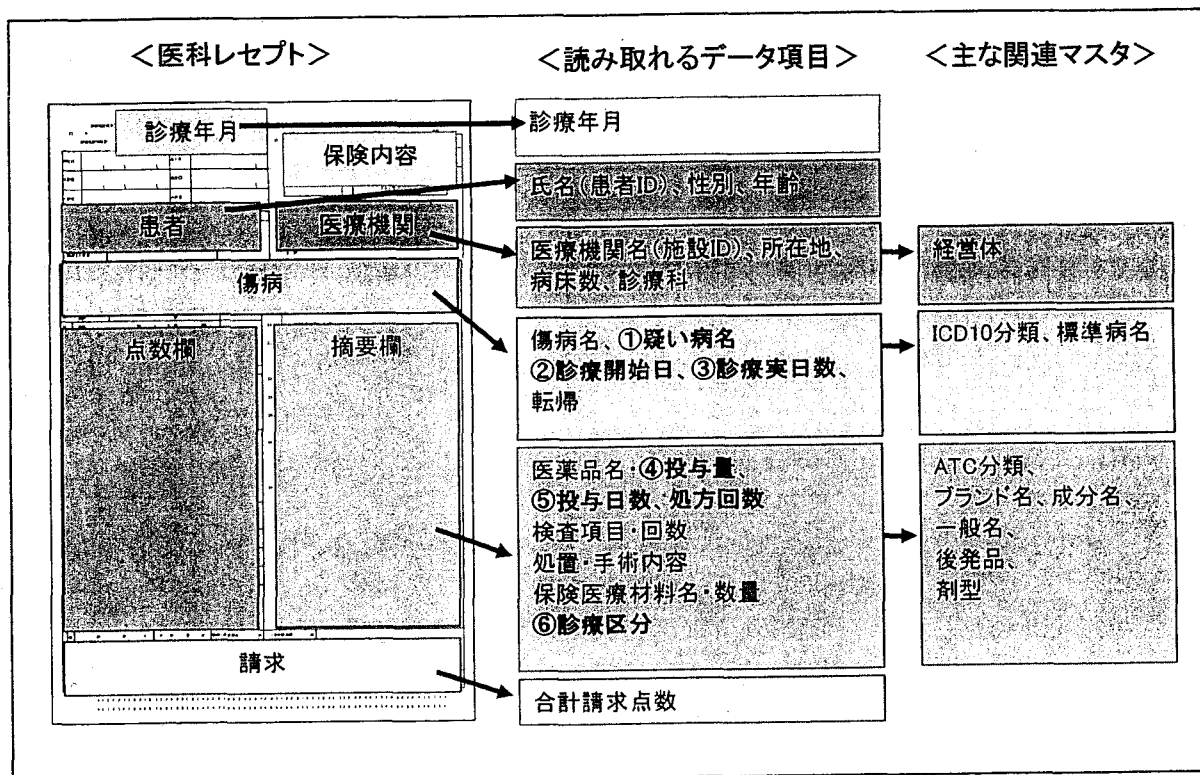 ＜医科レセプト＞
＜読み取れるデータ項目＞
＜主な関連マスタ＞
診療年月
保険内容
患者
医療機関
傷病
点数欄
摘要欄
請求
診療年月
氏名(患者ID)、性別、年齢
医療機関名(施設ID)、所在地、
病床数、診療科
傷病名、①疑い病名
②診療開始日、③診療実日数、
転帰
医薬品名・④投与量、
⑤投与日数、処方回数
検査項目・回数
処置・手術内容
保険医療材料名・数量
⑥診療区分
合計請求点数
経営体
ICD10分類、標準病名
ATC分類、
ブランド名、成分名、
一般名、
後発品、
剤型